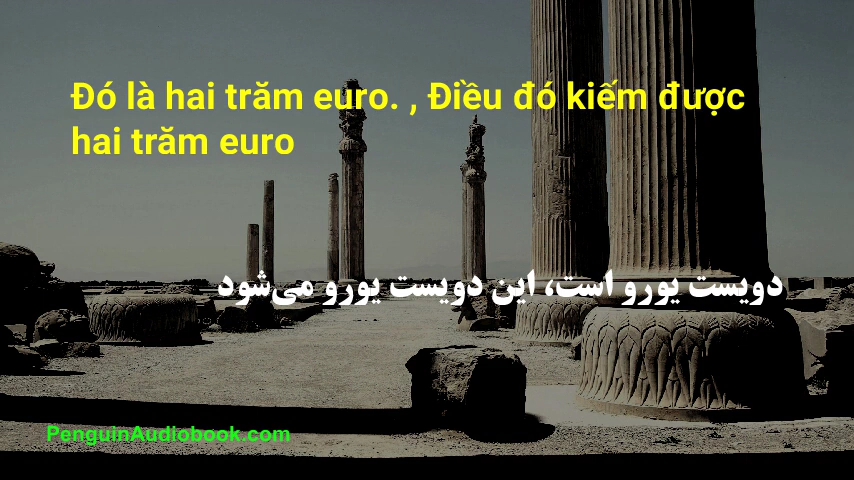 Đó là hai trăm euro. , Điều đó kiếm được
hai trăm euro
دویست یورو است، این دویست یورو می‌شود
PenguinAudiobook.com